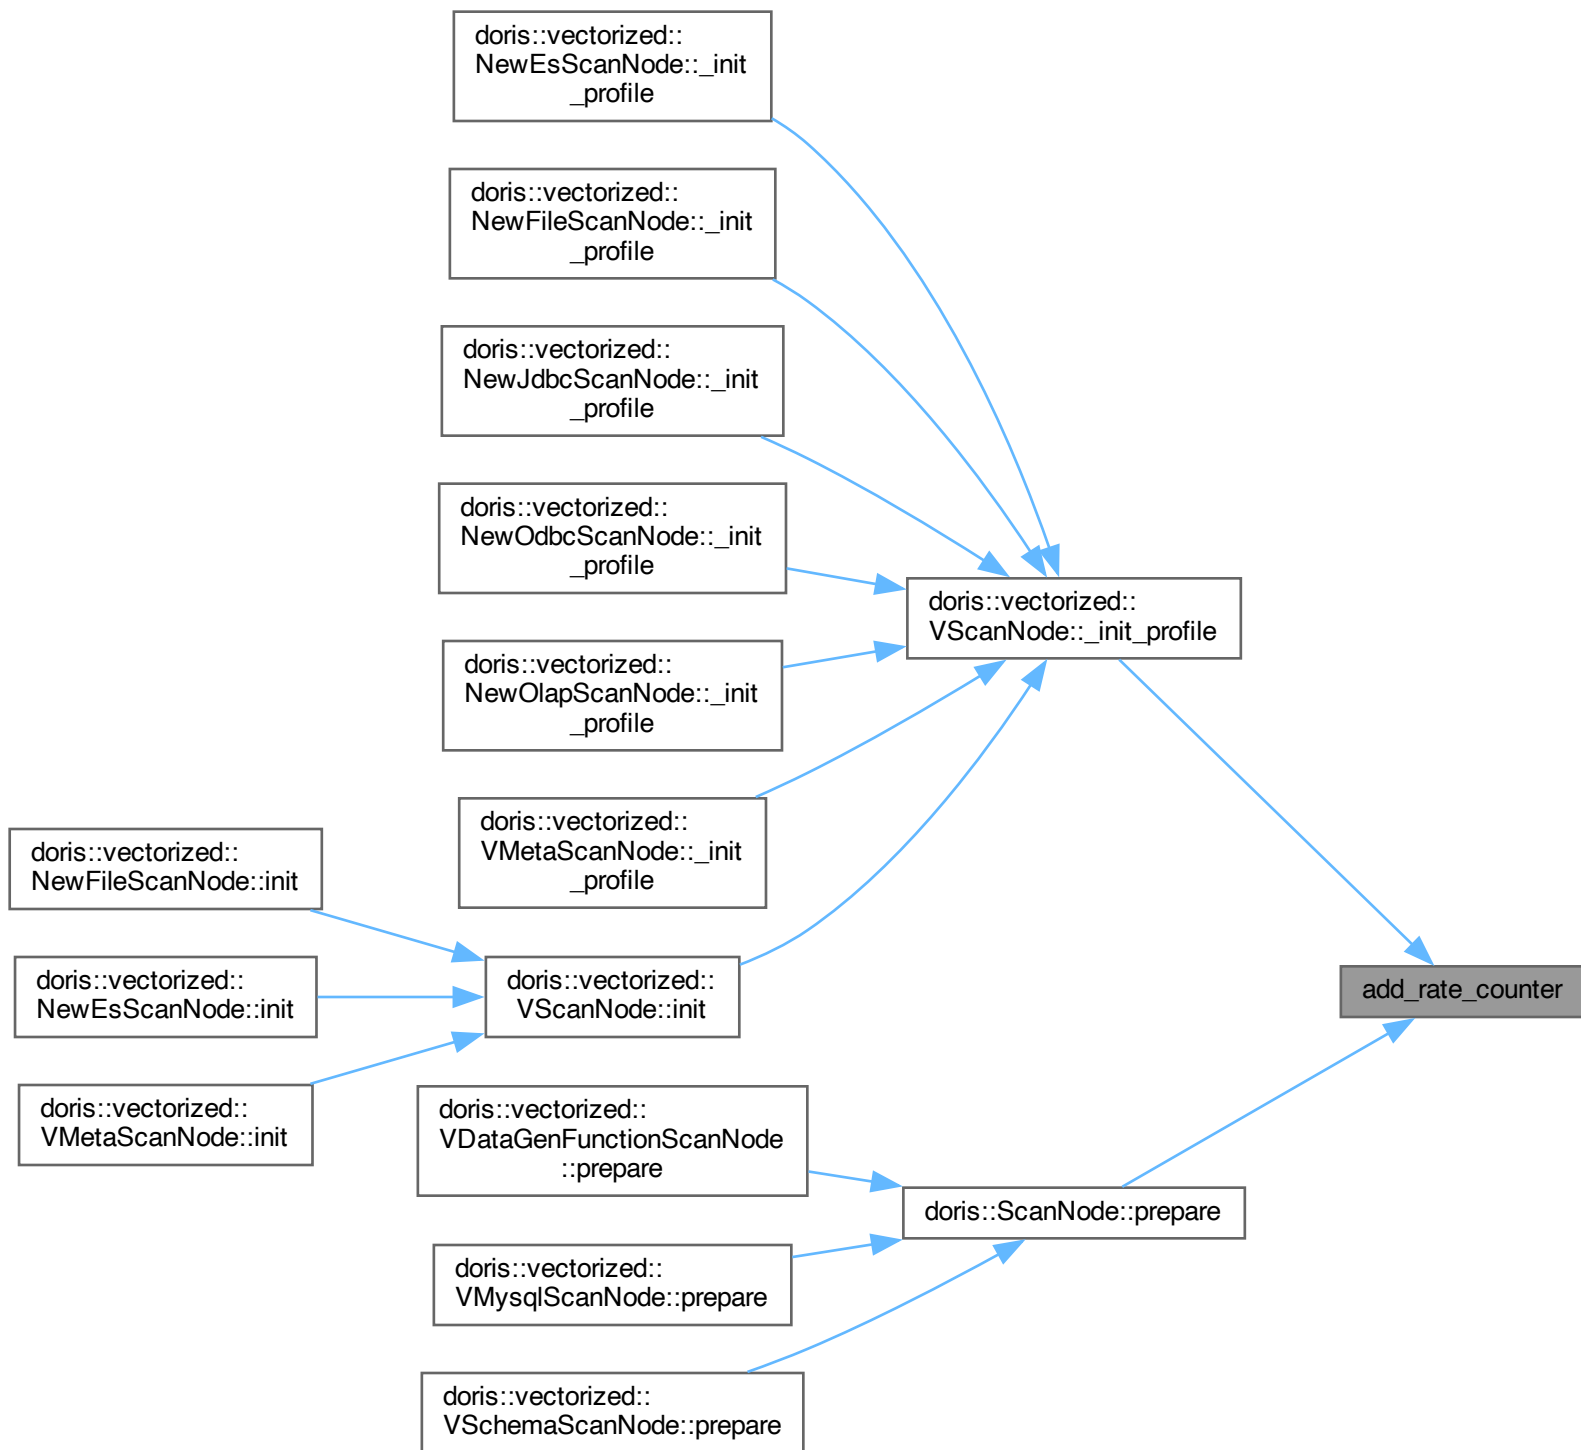 doris::vectorized::
NewEsScanNode::_init
_profile
doris::vectorized::
NewFileScanNode::_init
_profile
doris::vectorized::
NewJdbcScanNode::_init
_profile
doris::vectorized::
NewOdbcScanNode::_init
_profile
doris::vectorized::
VScanNode::_init_profile
doris::vectorized::
NewOlapScanNode::_init
_profile
doris::vectorized::
VMetaScanNode::_init
_profile
doris::vectorized::
NewFileScanNode::init
doris::vectorized::
NewEsScanNode::init
doris::vectorized::
VScanNode::init
add_rate_counter
doris::vectorized::
VMetaScanNode::init
doris::vectorized::
VDataGenFunctionScanNode
::prepare
doris::ScanNode::prepare
doris::vectorized::
VMysqlScanNode::prepare
doris::vectorized::
VSchemaScanNode::prepare